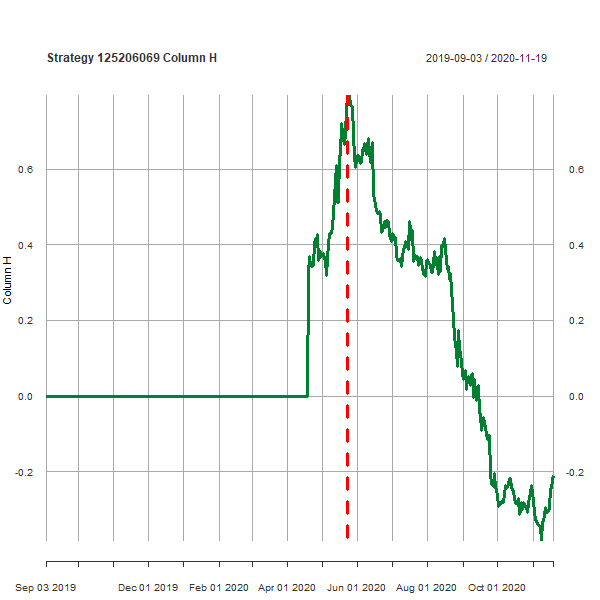 Strategy 125206069 Column H
2019-09-03 / 2020-11-19
0.6 0.6
0.4 0.4
Column H
0.2 0.2
0.0 0.0
-0.2 -0.2
Sep 03 2019 Dec 01 2019 Feb 01 2020 Apr 01 2020 Jun 01 2020 Aug 01 2020 Oct 01 2020